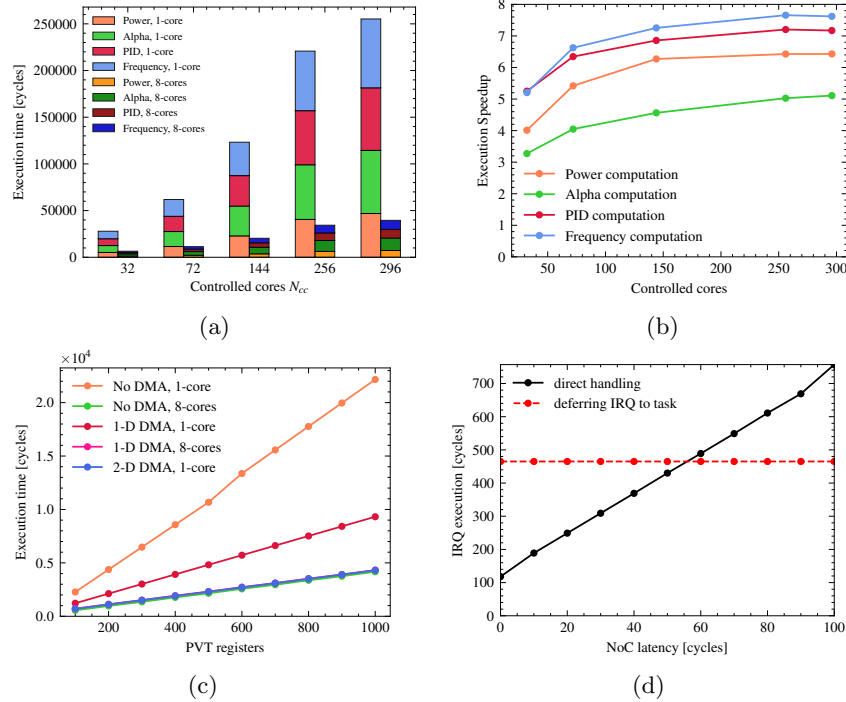 250000
200000
150000
100000
50000
0
Execution time [cycles]
Power, 1-core
Alpha, 1-core
PID, 1-core
Frequency, 1-core
Power, 8-cores
Alpha, 8-cores
PID, 8-cores
Frequency, 8-cores
32 72 144 256 296
Controlled cores N_cc
(a)
8
7
6
5
4
3
2
1
0
Execution Speedup
Power computation
Alpha computation
PID computation
Frequency computation
50 100 150 200 250 300
Controlled cores
(b)
×10⁴
2.0
1.5
1.0
0.5
0.0
Execution time [cycles]
No DMA, 1-core
No DMA, 8-cores
1-D DMA, 1-core
1-D DMA, 8-cores
2-D DMA, 1-core
200 400 600 800 1000
PVT registers
(c)
700
600
500
400
300
200
100
0
IRQ execution [cycles]
direct handling
deferring IRQ to task
0 20 40 60 80 100
NoC latency [cycles]
(d)